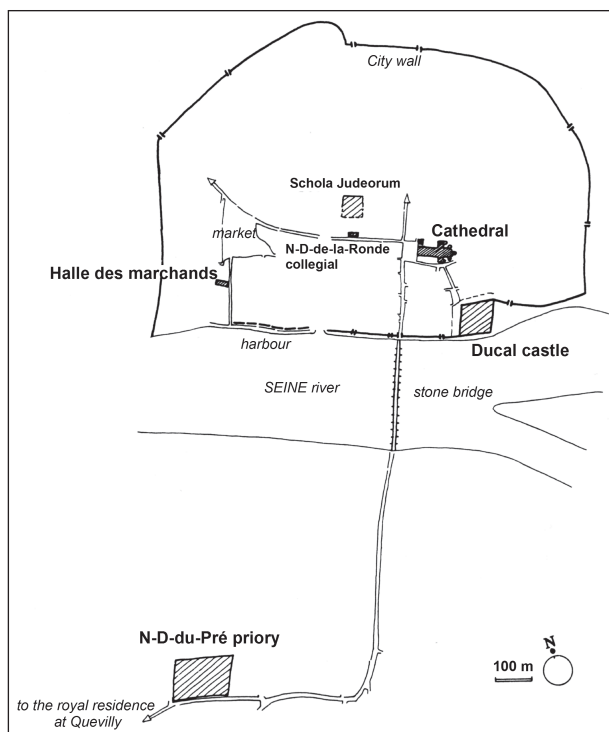 City wall
Schola Judeorum
market
N-D-de-la-Ronde
collegial
Cathedral
Halle des marchands
harbour
Ducal castle
SEINE river
stone bridge
N-D-du-Pré priory
N
100 m
to the royal residence
at Quevilly